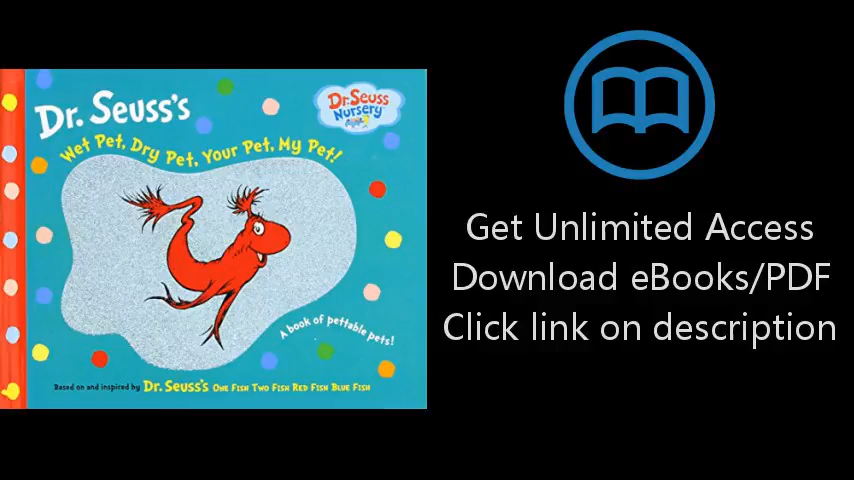 Dr. Seuss's
Dr. Seuss
Nursery
Wet Pet, Dry Pet, Your Pet, My Pet!
A book of pettable pets!
Based on and inspired by Dr. Seuss's One Fish Two Fish Red Fish Blue Fish
Get Unlimited Access
Download eBooks/PDF
Click link on description